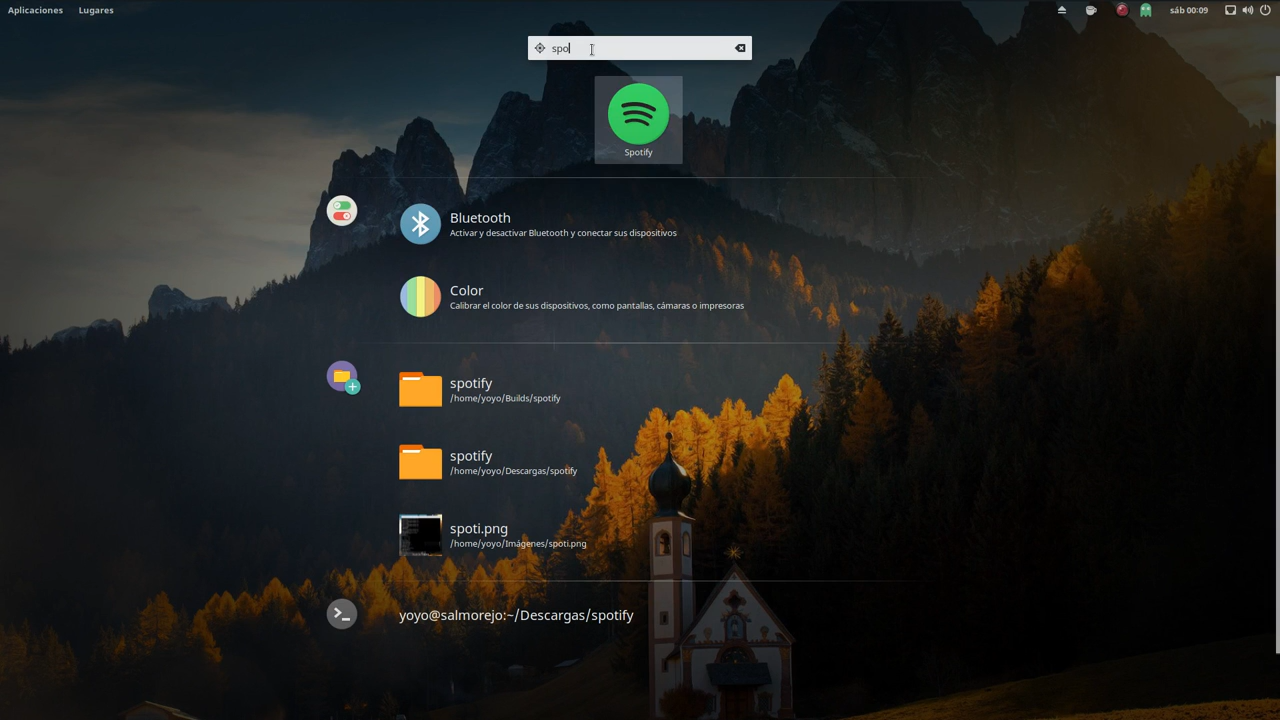 Aplicaciones Lugares sáb 00:09
spo
Spotify
Bluetooth
Activar y desactivar Bluetooth y conectar sus dispositivos
Color
Calibrar el color de sus dispositivos, como pantallas, cámaras o impresoras
spotify
/home/yoyo/Builds/spotify
spotify
/home/yoyo/Descargas/spotify
spoti.png
/home/yoyo/Imágenes/spoti.png
yoyo@salmorejo:~/Descargas/spotify